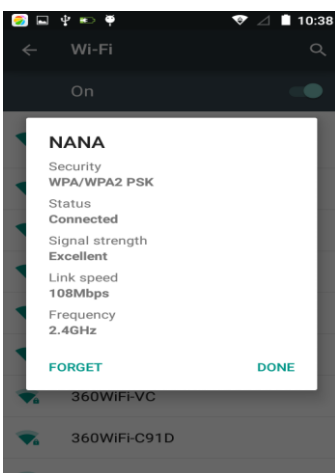 10:38
Wi-Fi
On
NANA
Security
WPA/WPA2 PSK
Status
Connected
Signal strength
Excellent
Link speed
108Mbps
Frequency
2.4GHz
FORGET DONE
360WiFi-VC
360WiFi-C91D